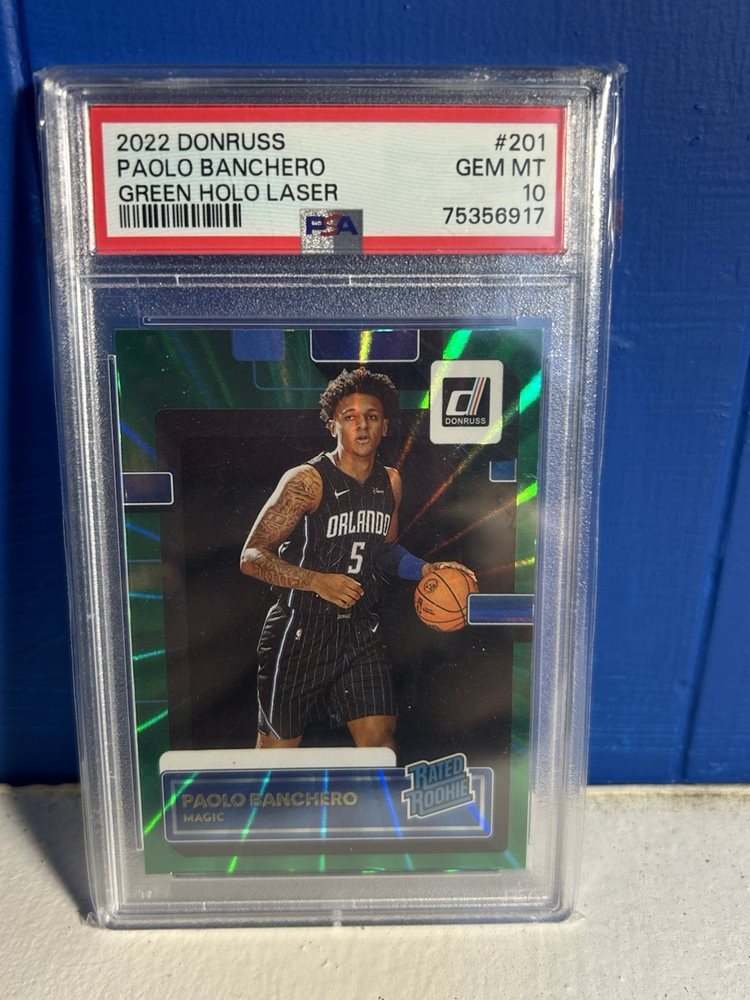 2022 DONRUSS #201
PAOLO BANCHERO GEM MT
GREEN HOLO LASER 10
75356917
PSA
d
DONRUSS
ORLANDO
5
RATED
ROOKIE
PAOLO BANCHERO
MAGIC